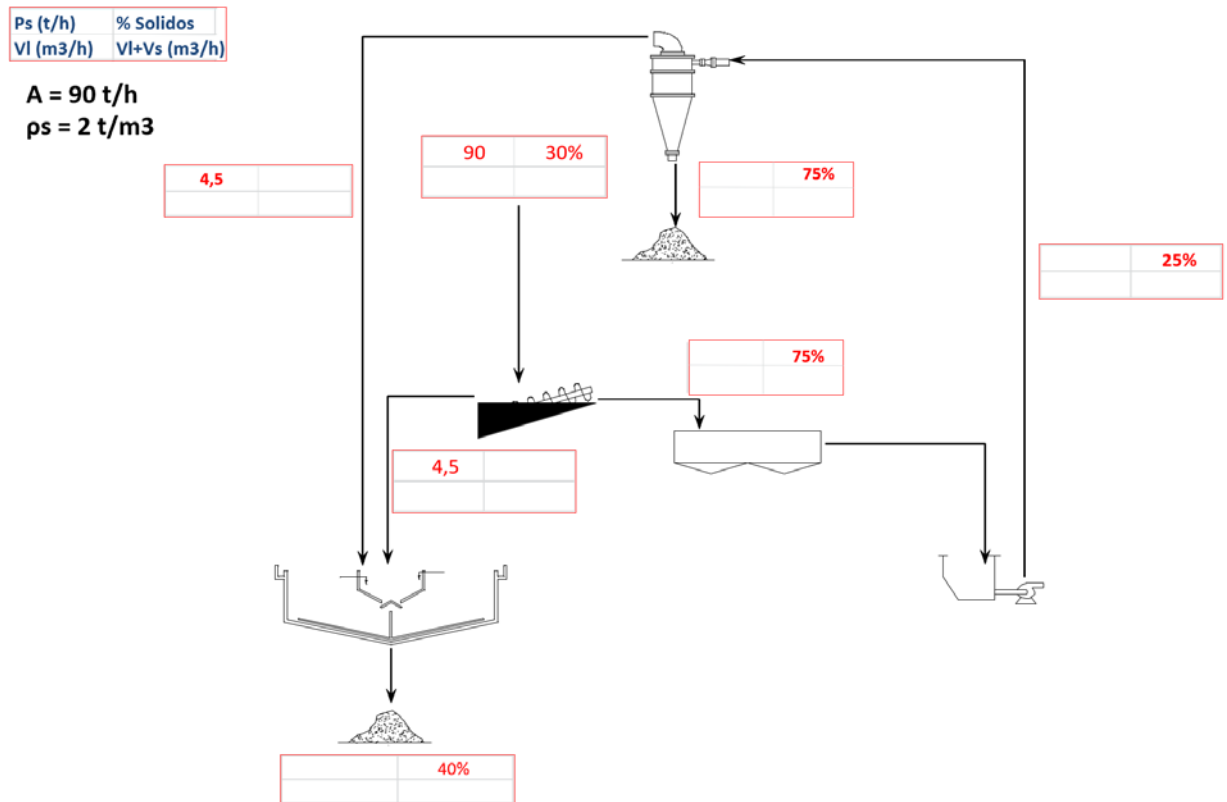 Ps (t/h) % Solidos
Vl (m3/h) Vl+Vs (m3/h)
A = 90 t/h
ρs = 2 t/m3
90 30%
4,5
75%
25%
75%
4,5
40%